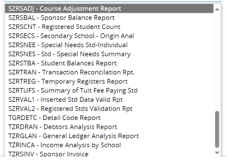 SZRSADJ - Course Adjustment Report
SZRSBAL - Sponsor Balance Report
SZRSCNT - Registered Student Count
SZRSECS - Secondary School - Origin Anal
SZRSNEE - Special Needs Std-Individual
SZRSNES - Std - Special Needs Summary
SZRSTBA - Student Balances Report
SZRTRAN - Transaction Reconciliation Rpt.
SZRTREG - Temporary Registers Report
SZRTUFS - Summary of Tuit Fee Paying Std
SZRVAL1 - Inserted Std Data Valid Rpt
SZRVAL2 - Registered Stds Validation Rpt
TGRDETC - Detail Code Report
TZRDRAN - Debtors Analysis Report
TZRGLAN - General Ledger Analysis Report
TZRINCA - Income Analysis by School
TZRSINV - Sponsor Invoice